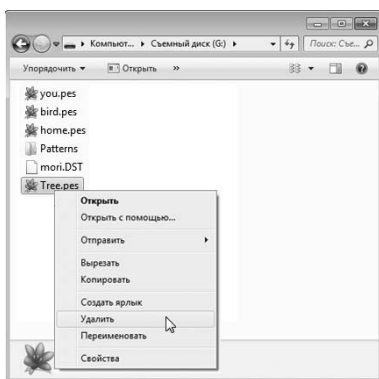 Компьют... Съемный диск (G:) Поиск: Съе...
Упорядочить Открыть »
you.pes
bird.pes
home.pes
Patterns
mori.DST
Tree.pes
Открыть
Открыть с помощью...
Отправить
Вырезать
Копировать
Создать ярлык
Удалить
Переименовать
Свойства